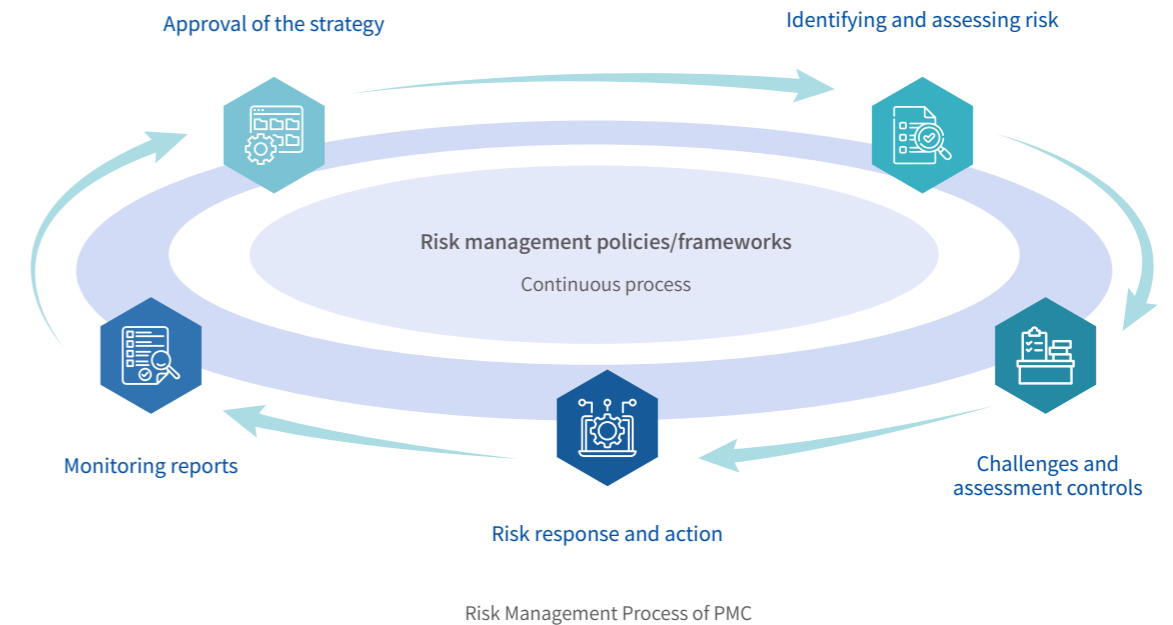 Approval of the strategy
Identifying and assessing risk
Risk management policies/frameworks
Continuous process
Monitoring reports
Challenges and
assessment controls
Risk response and action
Risk Management Process of PMC